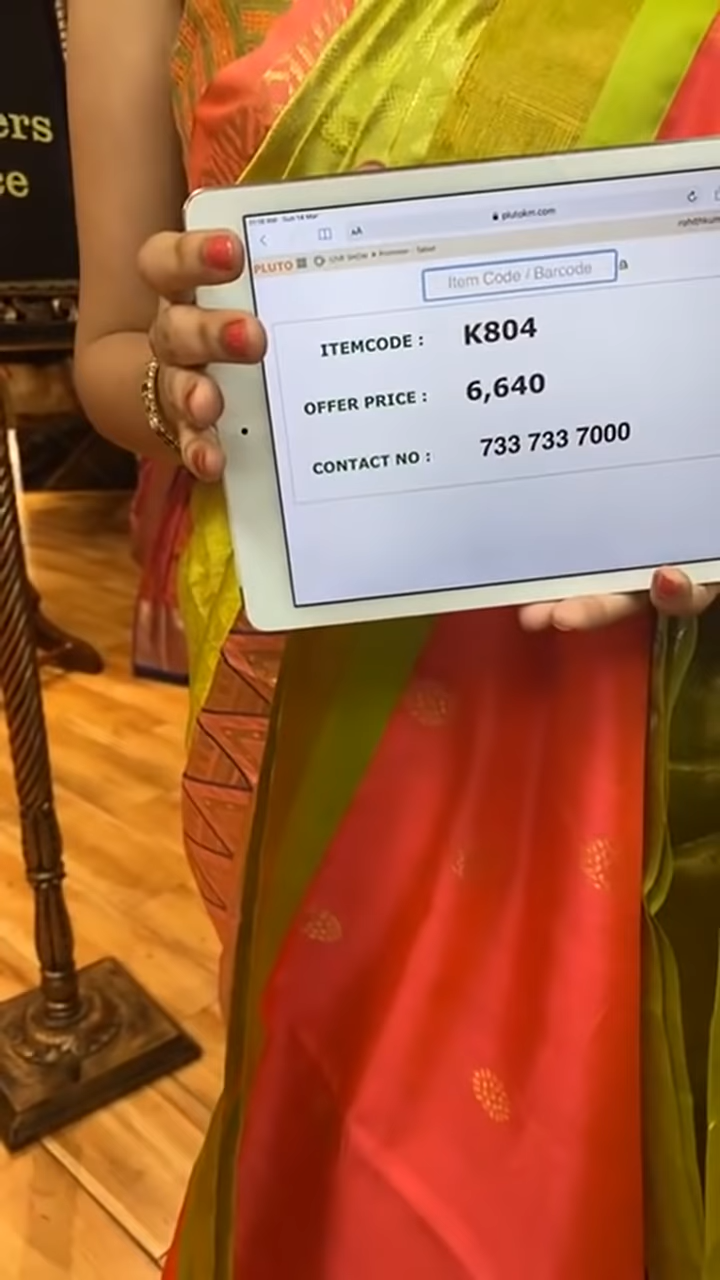 ers
ce
plutokm.com
PLUTO
Item Code / Barcode
ITEMCODE : K804
OFFER PRICE : 6,640
CONTACT NO : 733 733 7000